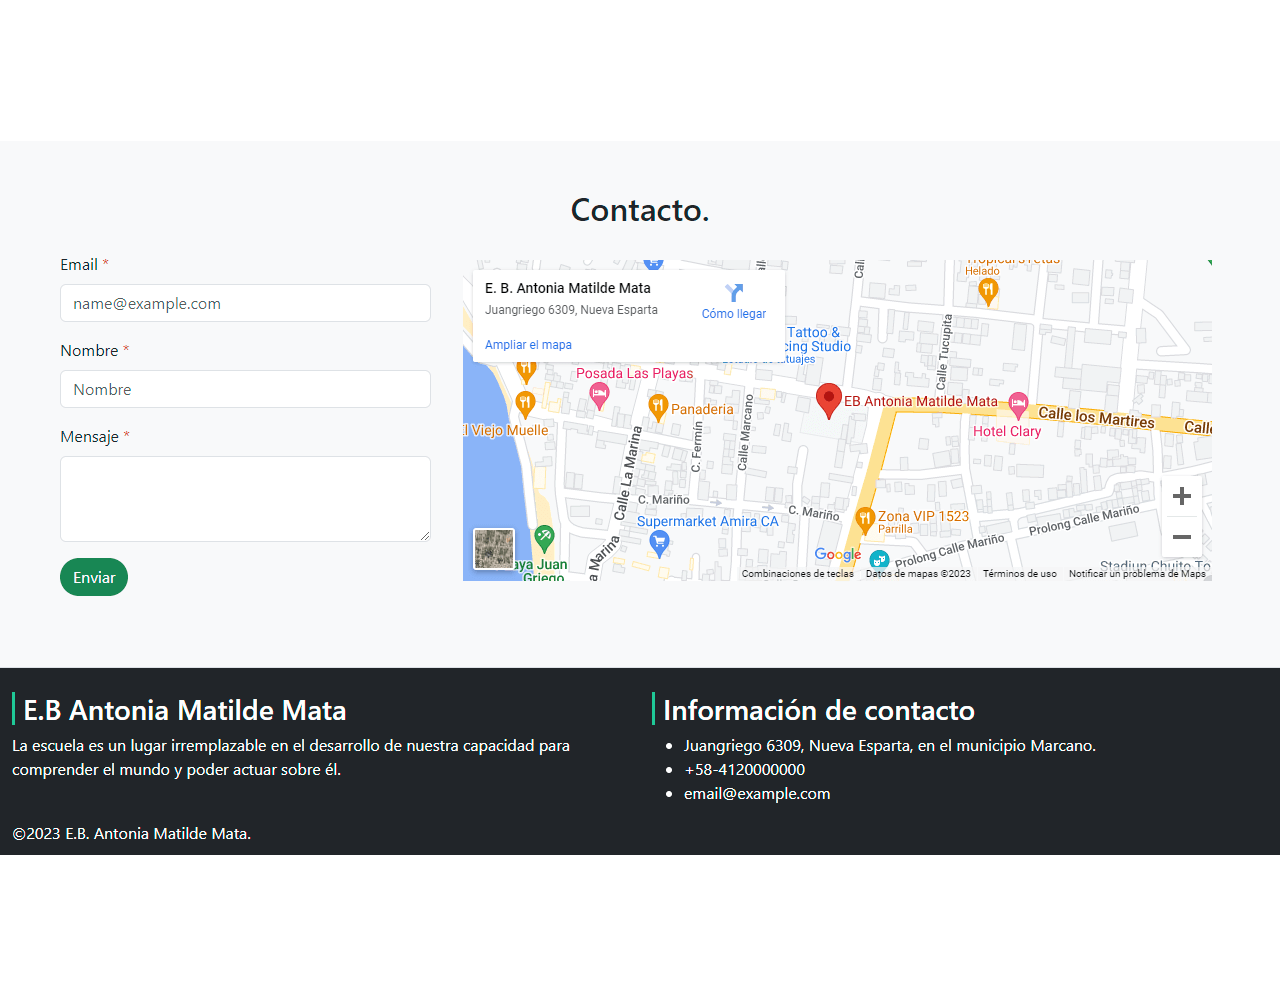 Contacto.
Email *
name@example.com
Nombre *
Nombre
Mensaje *
Enviar
E. B. Antonia Matilde Mata
Juangriego 6309, Nueva Esparta
Cómo llegar
Ampliar el mapa
Helado
Tattoo &
cing Studio
Calle Tucupita
Posada Las Playas
Panaderia
El Viejo Muelle
EB Antonia Matilde Mata
Hotel Clary
Calle los Martires
Calle Marcano
C. Fermín
Calle La Marina
C. Mariño
C. Mariño
Supermarket Amira CA
Zona VIP 1523
Parrilla
Prolong Calle Mariño
Prolong Calle Mariño
aya Juan
Griego
a Marina
Google
Stadiun Chuito To
Combinaciones de teclas
Datos de mapas ©2023
Términos de uso
Notificar un problema de Maps
E.B Antonia Matilde Mata
La escuela es un lugar irremplazable en el desarrollo de nuestra capacidad para
comprender el mundo y poder actuar sobre él.
Información de contacto
Juangriego 6309, Nueva Esparta, en el municipio Marcano.
+58-4120000000
email@example.com
©2023 E.B. Antonia Matilde Mata.